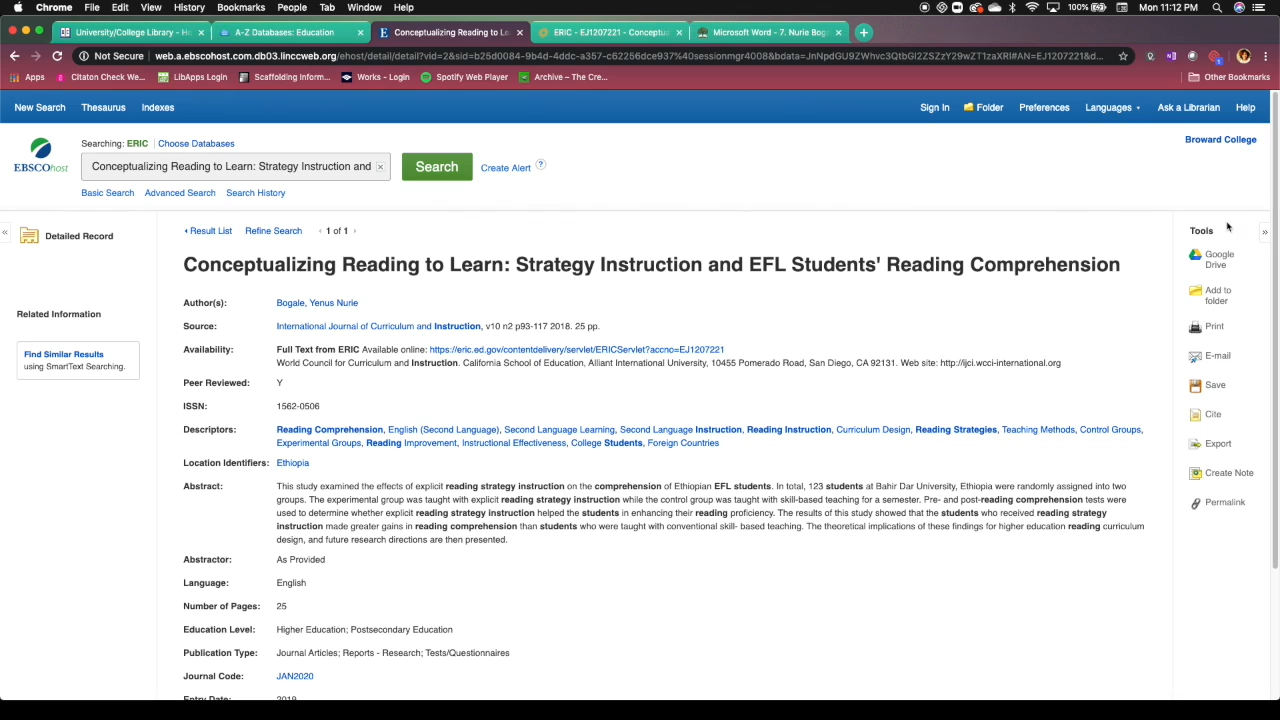 Chrome File Edit View History Bookmarks People Tab Window Help 100% Mon 11:12 PM
University/College Library - H A-Z Databases: Education Conceptualizing Reading to Lea ERIC - EJ1207221 - Conceptua Microsoft Word - 7. Nurie Bog
Not Secure web.a.ebscohost.com.db03.linccweb.org/ehost/detail/detail?vid=2&sid=b25d0084-9b4d-4ddc-a357-c62256dce937%40sessionmgr4008&bdata=JnNpdGU9ZWhvc3QtbGl2ZSZzY29wZT1zaXRl#AN=EJ1207221&d...
Apps Citaton Check We... LibApps Login Scaffolding Inform... Works - Login Spotify Web Player Archive – The Cre... Other Bookmarks
New Search Thesaurus Indexes Sign In Folder Preferences Languages Ask a Librarian Help
Broward College
EBSCOhost
Searching: ERIC Choose Databases
Conceptualizing Reading to Learn: Strategy Instruction and Search Create Alert ?
Basic Search Advanced Search Search History
« Detailed Record
Result List Refine Search 1 of 1
Tools »
Conceptualizing Reading to Learn: Strategy Instruction and EFL Students' Reading Comprehension
Author(s): Bogale, Yenus Nurie
Source: International Journal of Curriculum and Instruction, v10 n2 p93-117 2018. 25 pp.
Availability: Full Text from ERIC Available online: https://eric.ed.gov/contentdelivery/servlet/ERICServlet?accno=EJ1207221
World Council for Curriculum and Instruction. California School of Education, Alliant International University, 10455 Pomerado Road, San Diego, CA 92131. Web site: http://ijci.wcci-international.org
Peer Reviewed: Y
ISSN: 1562-0506
Descriptors: Reading Comprehension, English (Second Language), Second Language Learning, Second Language Instruction, Reading Instruction, Curriculum Design, Reading Strategies, Teaching Methods, Control Groups,
Experimental Groups, Reading Improvement, Instructional Effectiveness, College Students, Foreign Countries
Location Identifiers: Ethiopia
Abstract: This study examined the effects of explicit reading strategy instruction on the comprehension of Ethiopian EFL students. In total, 123 students at Bahir Dar University, Ethiopia were randomly assigned into two
groups. The experimental group was taught with explicit reading strategy instruction while the control group was taught with skill-based teaching for a semester. Pre- and post-reading comprehension tests were
used to determine whether explicit reading strategy instruction helped the students in enhancing their reading proficiency. The results of this study showed that the students who received reading strategy
instruction made greater gains in reading comprehension than students who were taught with conventional skill- based teaching. The theoretical implications of these findings for higher education reading curriculum
design, and future research directions are then presented.
Abstractor: As Provided
Language: English
Number of Pages: 25
Education Level: Higher Education; Postsecondary Education
Publication Type: Journal Articles; Reports - Research; Tests/Questionnaires
Journal Code: JAN2020
Entry Date: 2019
Related Information
Find Similar Results
using SmartText Searching.
Google
Drive
Add to
folder
Print
E-mail
Save
Cite
Export
Create Note
Permalink